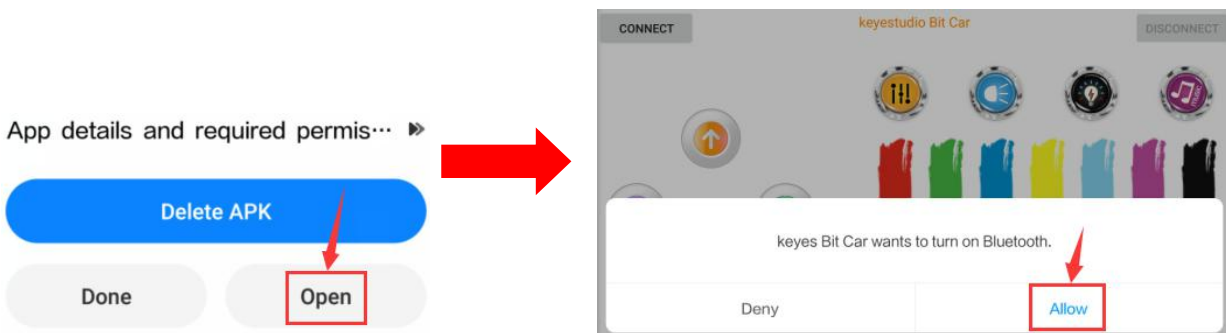 App details and required permis···
Delete APK
Done
Open
CONNECT
keyestudio Bit Car
DISCONNECT
music
keyes Bit Car wants to turn on Bluetooth.
Deny
Allow